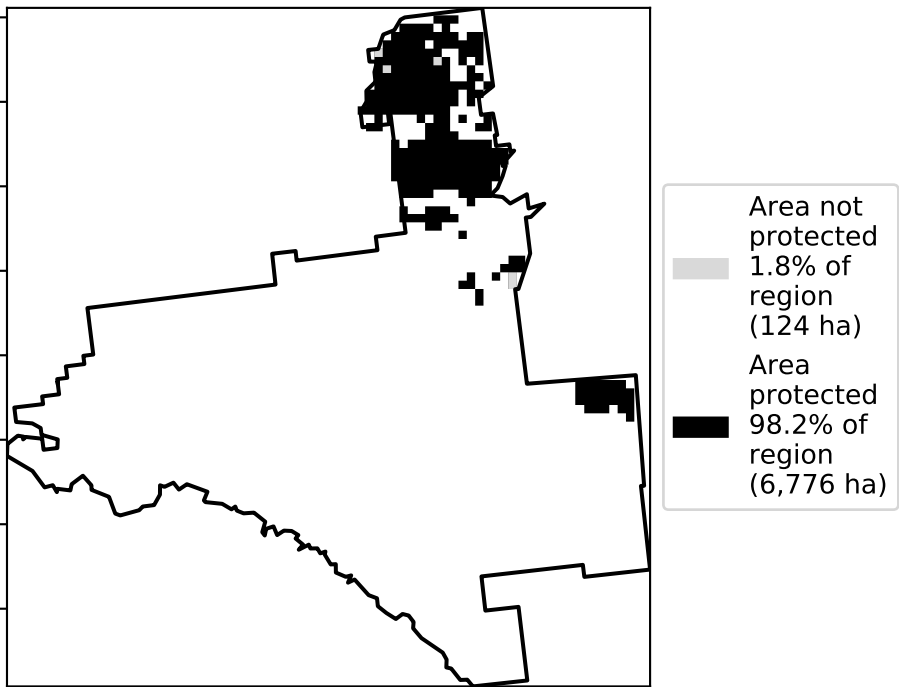 Area not
protected
1.8% of
region
(124 ha)
Area
protected
98.2% of
region
(6,776 ha)